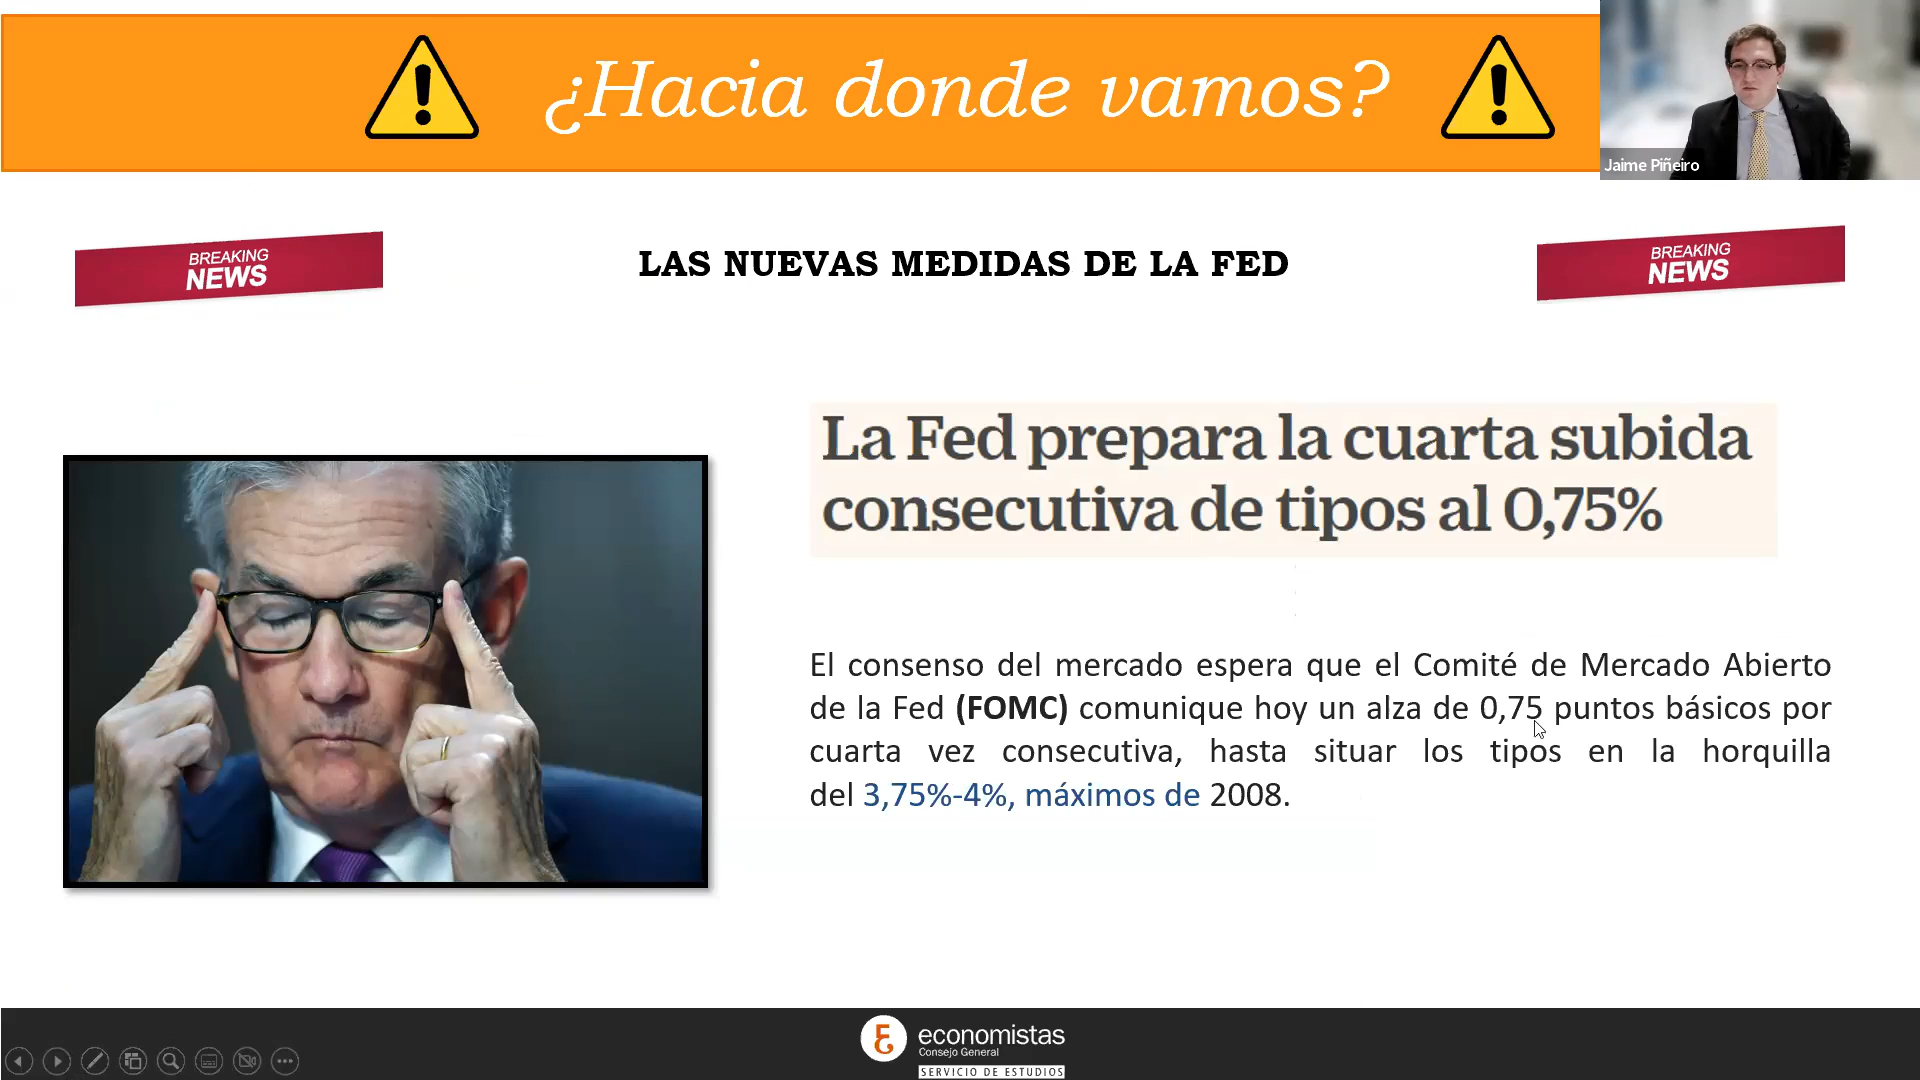 ¿Hacia donde vamos?
Jaime Piñeiro
BREAKING
NEWS
LAS NUEVAS MEDIDAS DE LA FED
BREAKING
NEWS
La Fed prepara la cuarta subida
consecutiva de tipos al 0,75%
El consenso del mercado espera que el Comité de Mercado Abierto
de la Fed (FOMC) comunique hoy un alza de 0,75 puntos básicos por
cuarta vez consecutiva, hasta situar los tipos en la horquilla
del 3,75%-4%, máximos de 2008.
economistas
Consejo General
SERVICIO DE ESTUDIOS